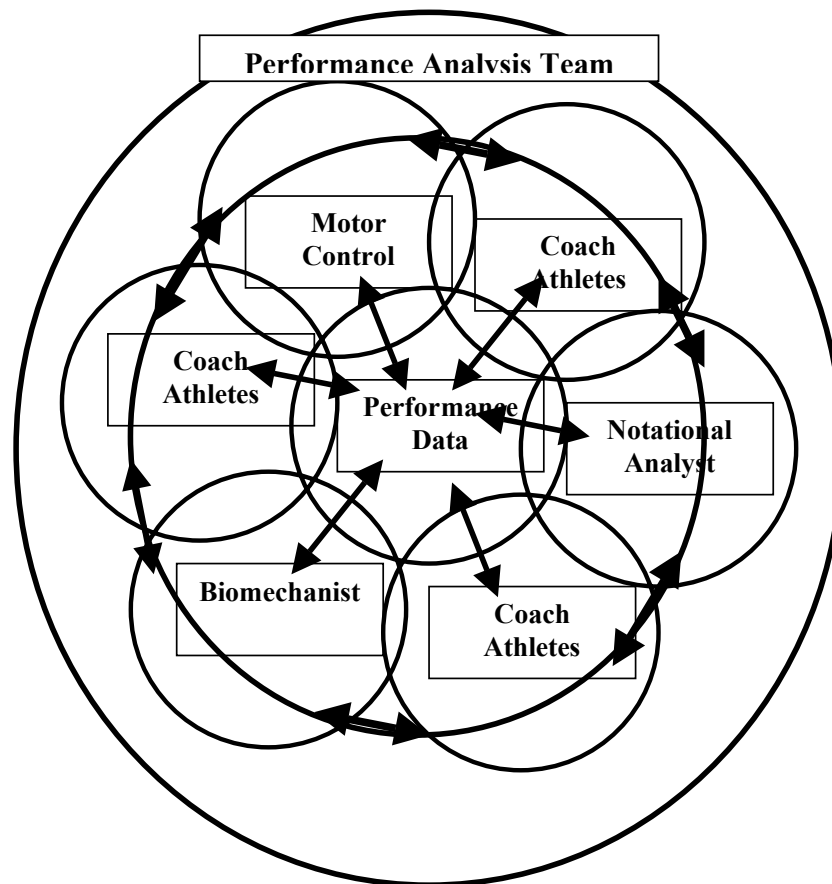 Performance Analysis Team
Motor
Control
Coach
Athletes
Coach
Athletes
Performance
Data
Notational
Analyst
Biomechanist
Coach
Athletes